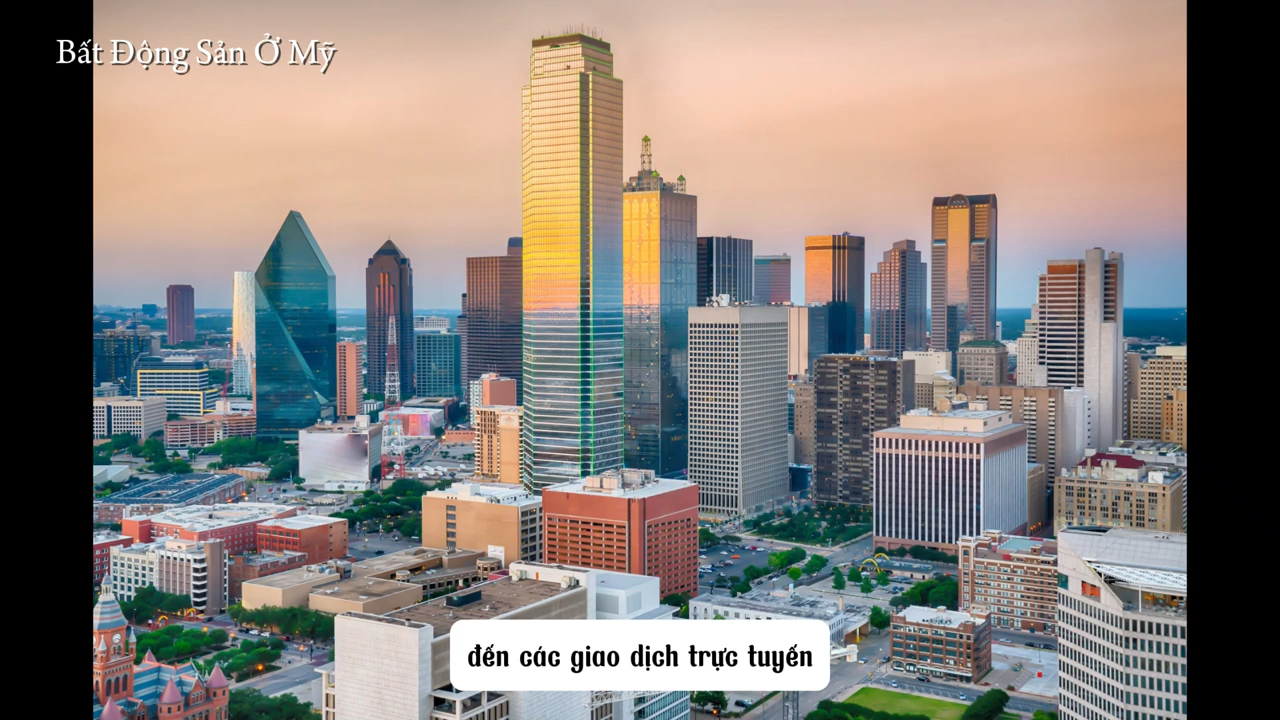 Bất Động Sản Ở Mỹ
đến các giao dịch trực tuyến